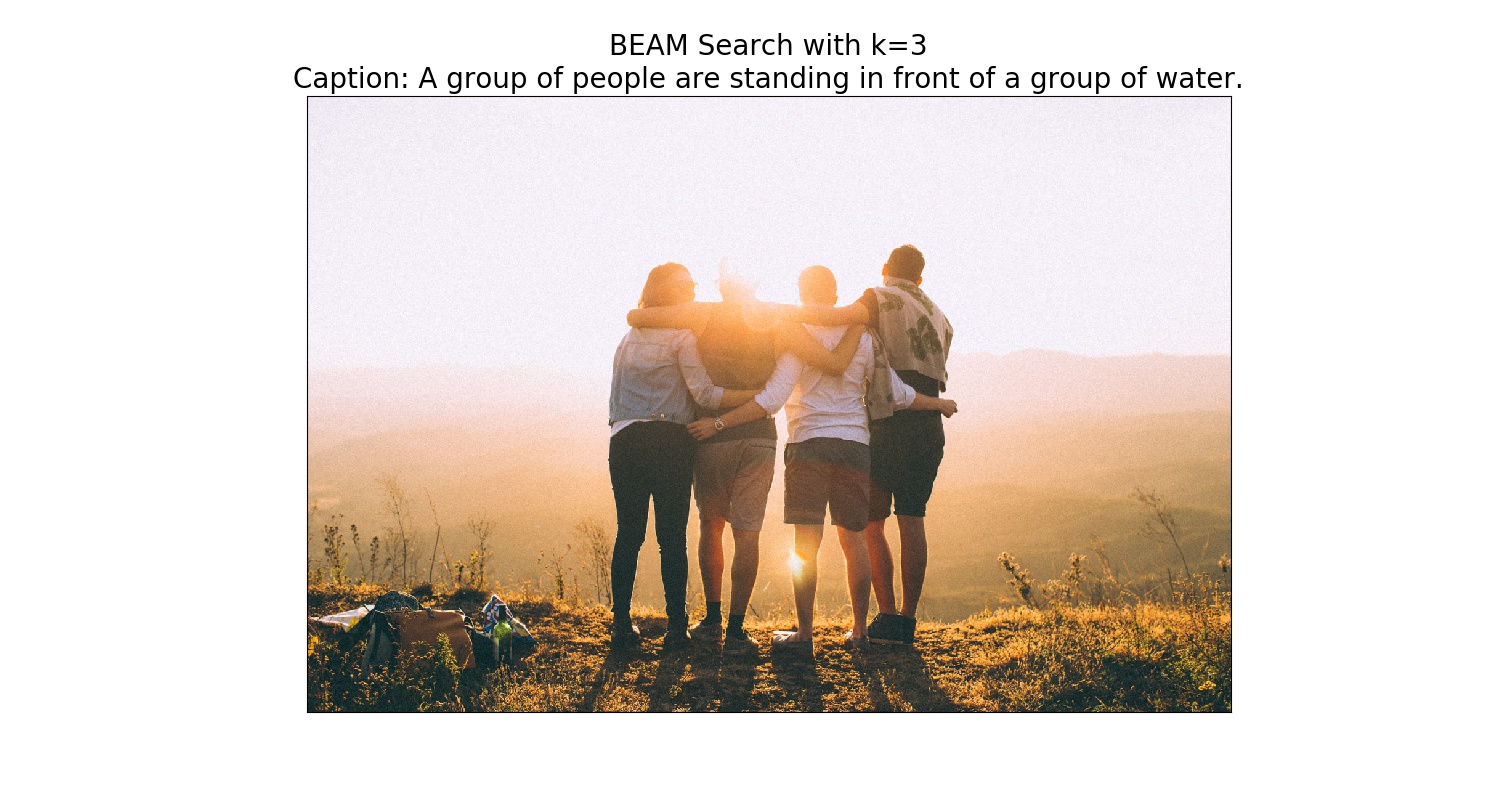 BEAM Search with k=3
Caption: A group of people are standing in front of a group of water.